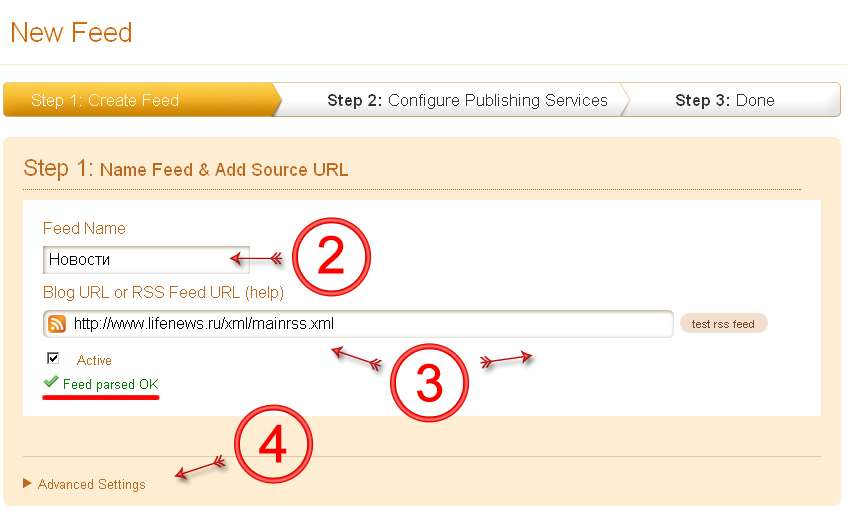 New Feed
Step 1: Create Feed Step 2: Configure Publishing Services Step 3: Done
Step 1: Name Feed & Add Source URL
Feed Name
Новости
2
Blog URL or RSS Feed URL (help)
http://www.lifenews.ru/xml/mainrss.xml test rss feed
Active
3
Feed parsed OK
4
Advanced Settings